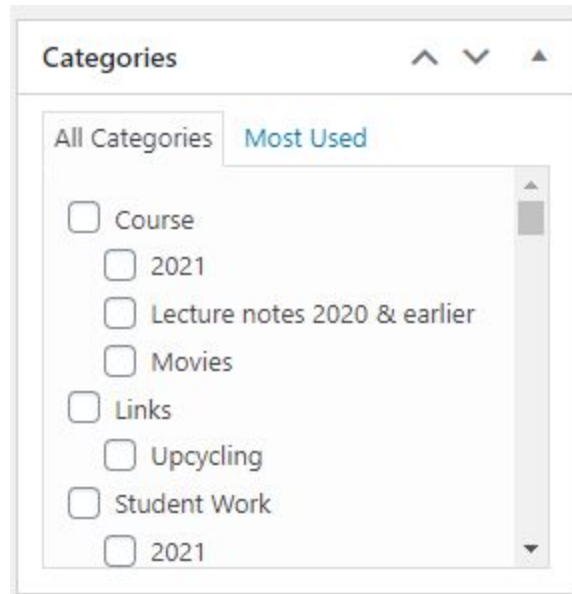 Categories
All Categories Most Used
Course
2021
Lecture notes 2020 & earlier
Movies
Links
Upcycling
Student Work
2021